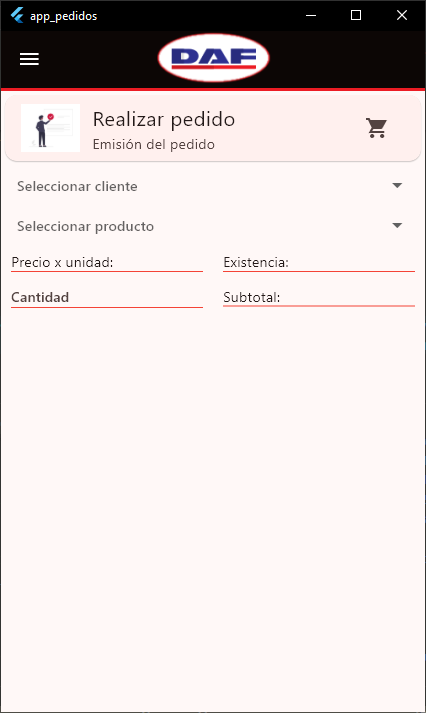 app_pedidos
DAF
Realizar pedido
Emisión del pedido
Seleccionar cliente
Seleccionar producto
Precio x unidad:
Existencia:
Cantidad
Subtotal: